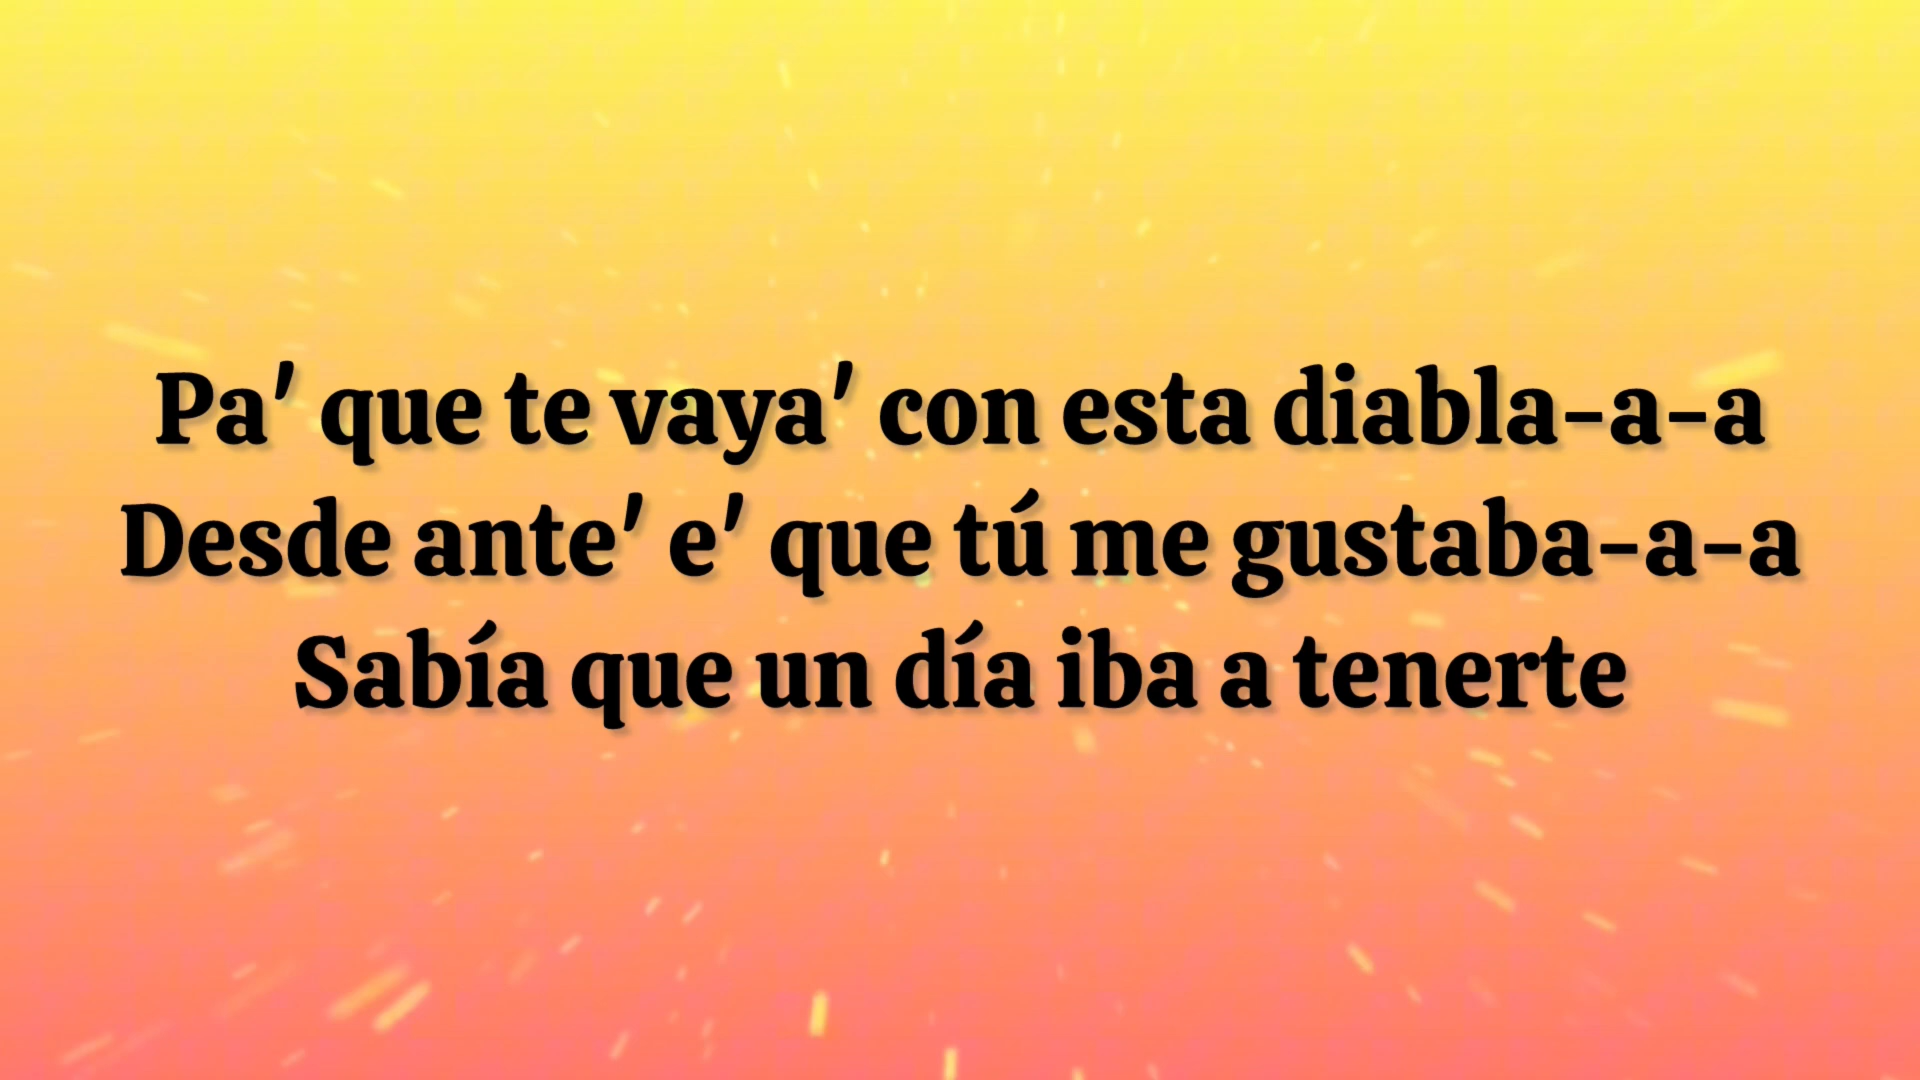 Pa' que te vaya' con esta diabla-a-a
Desde ante' e' que tú me gustaba-a-a
Sabía que un día iba a tenerte